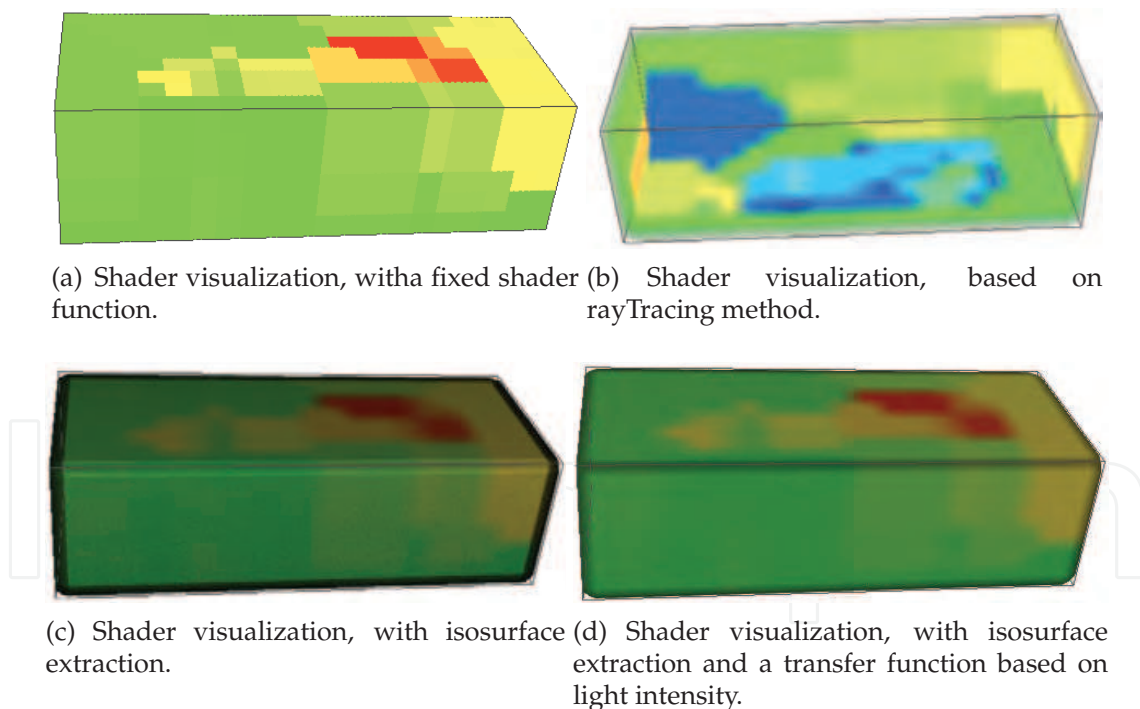 (a) Shader visualization, witha fixed shader
function.
(b) Shader visualization, based on
rayTracing method.
(c) Shader visualization, with isosurface
extraction.
(d) Shader visualization, with isosurface
extraction and a transfer function based on
light intensity.